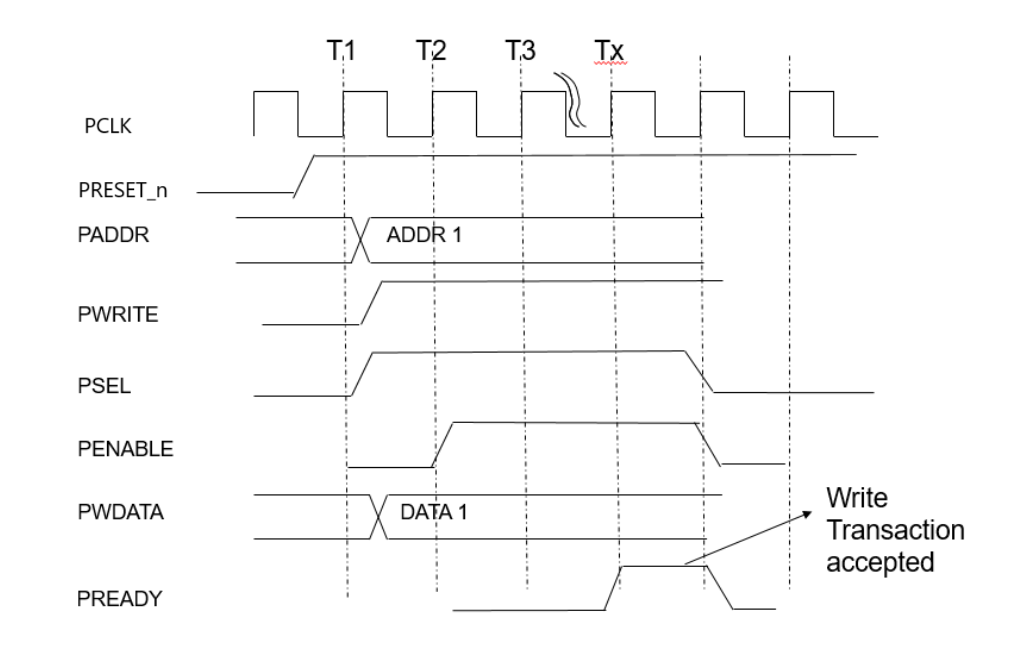 T1 T2 T3 Tx
PCLK
PRESET_n
PADDR ADDR 1
PWRITE
PSEL
PENABLE
PWDATA DATA 1
Write
Transaction
accepted
PREADY